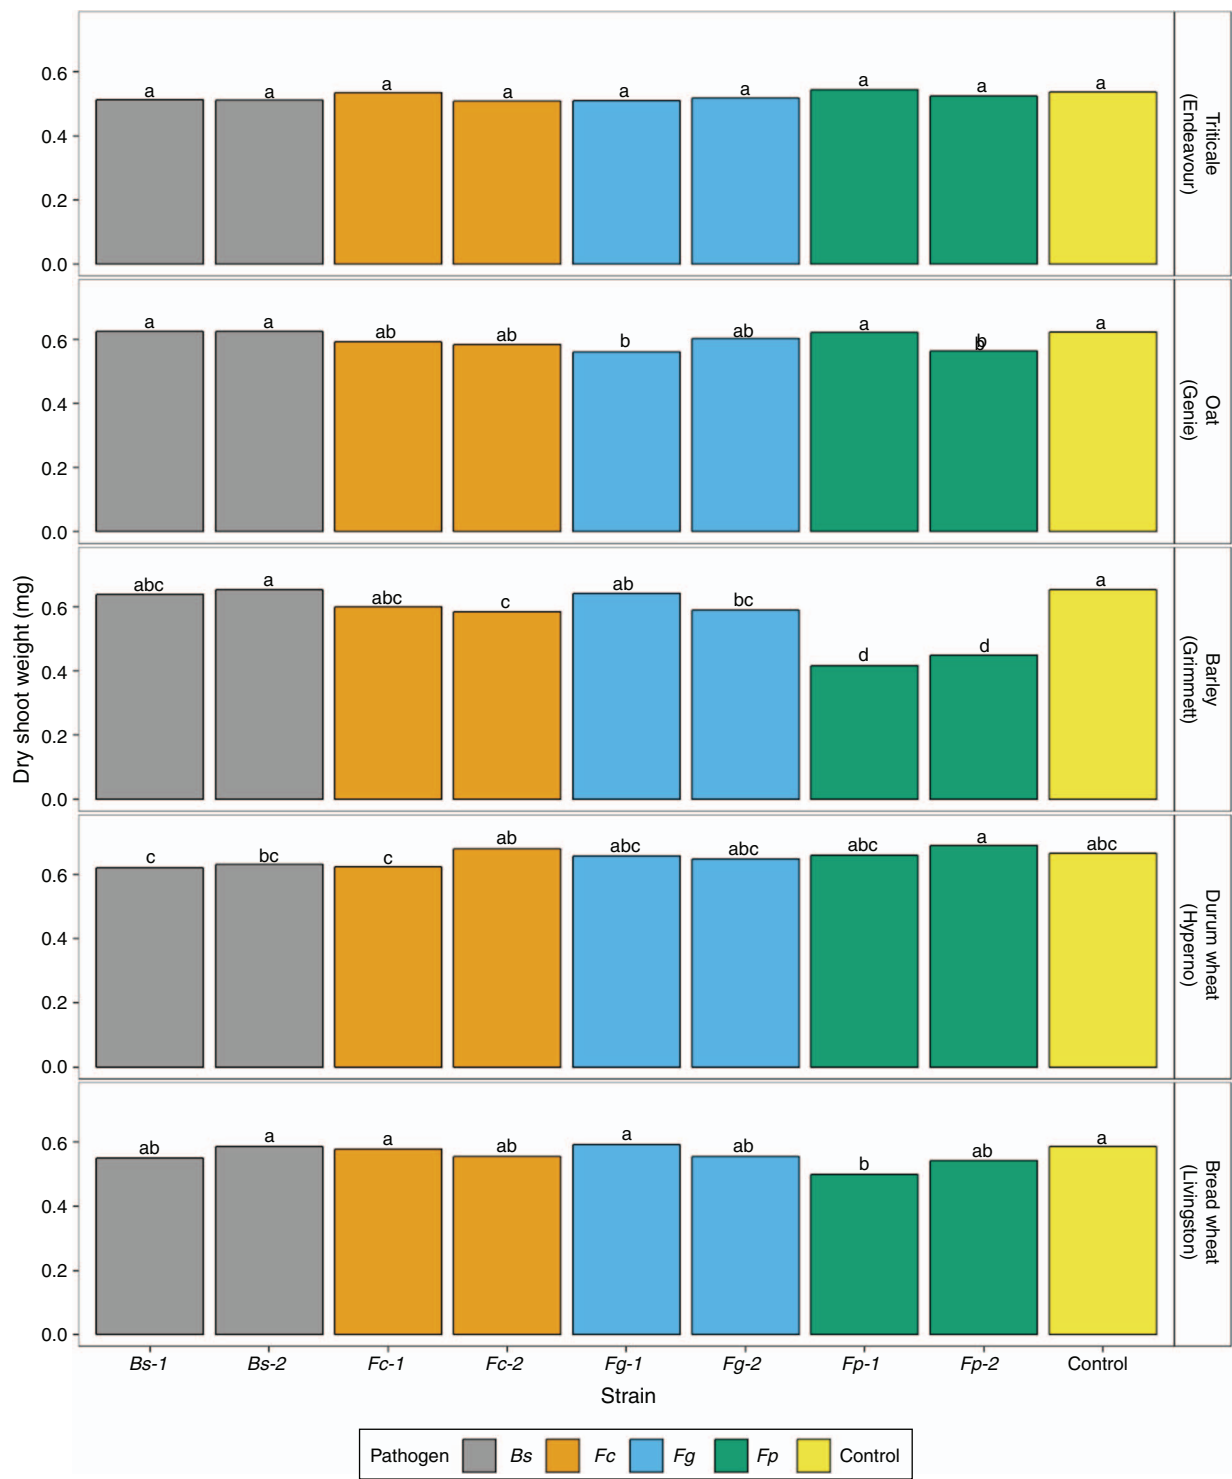 Dry shoot weight (mg)
0.6
0.4
0.2
0.0
a a a a a a a a a
Triticale
(Endeavour)
0.6
0.4
0.2
0.0
a a ab ab b ab a b b a
Oat
(Genie)
0.6
0.4
0.2
0.0
abc a abc c ab bc d d a
Barley
(Grimmett)
0.6
0.4
0.2
0.0
c bc c ab abc abc abc a abc
Durum wheat
(Hyperno)
0.6
0.4
0.2
0.0
ab a a ab a ab b ab a
Bread wheat
(Livingston)
Bs-1 Bs-2 Fc-1 Fc-2 Fg-1 Fg-2 Fp-1 Fp-2 Control
Strain
Pathogen Bs Fc Fg Fp Control